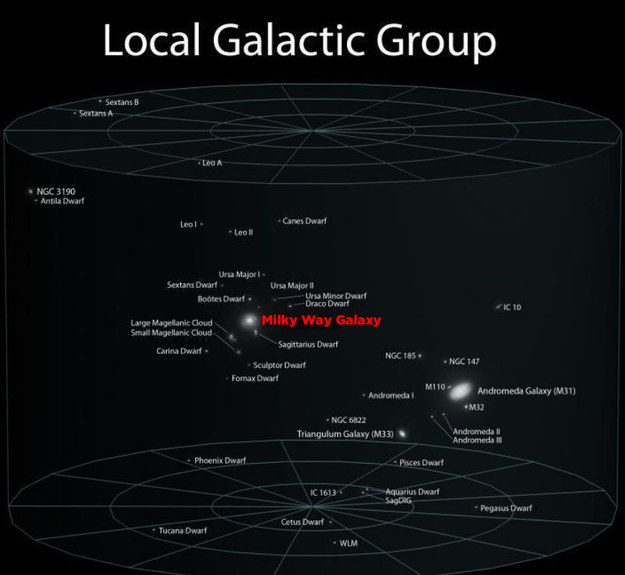 Local Galactic Group
Sextans B
Sextans A
Leo A
NGC 3190
Antila Dwarf
Canes Dwarf
Leo I
Leo II
Ursa Major I
Sextans Dwarf
Ursa Major II
Boötes Dwarf
Ursa Minor Dwarf
Draco Dwarf
IC 10
Milky Way Galaxy
Large Magellanic Cloud
Small Magellanic Cloud
Sagittarius Dwarf
Carina Dwarf
NGC 185
NGC 147
Sculptor Dwarf
Fornax Dwarf
M110
Andromeda Galaxy (M31)
Andromeda I
M32
NGC 6822
Triangulum Galaxy (M33)
Andromeda II
Andromeda III
Phoenix Dwarf
Pisces Dwarf
IC 1613
Aquarius Dwarf
SagDIG
Pegasus Dwarf
Cetus Dwarf
Tucana Dwarf
WLM